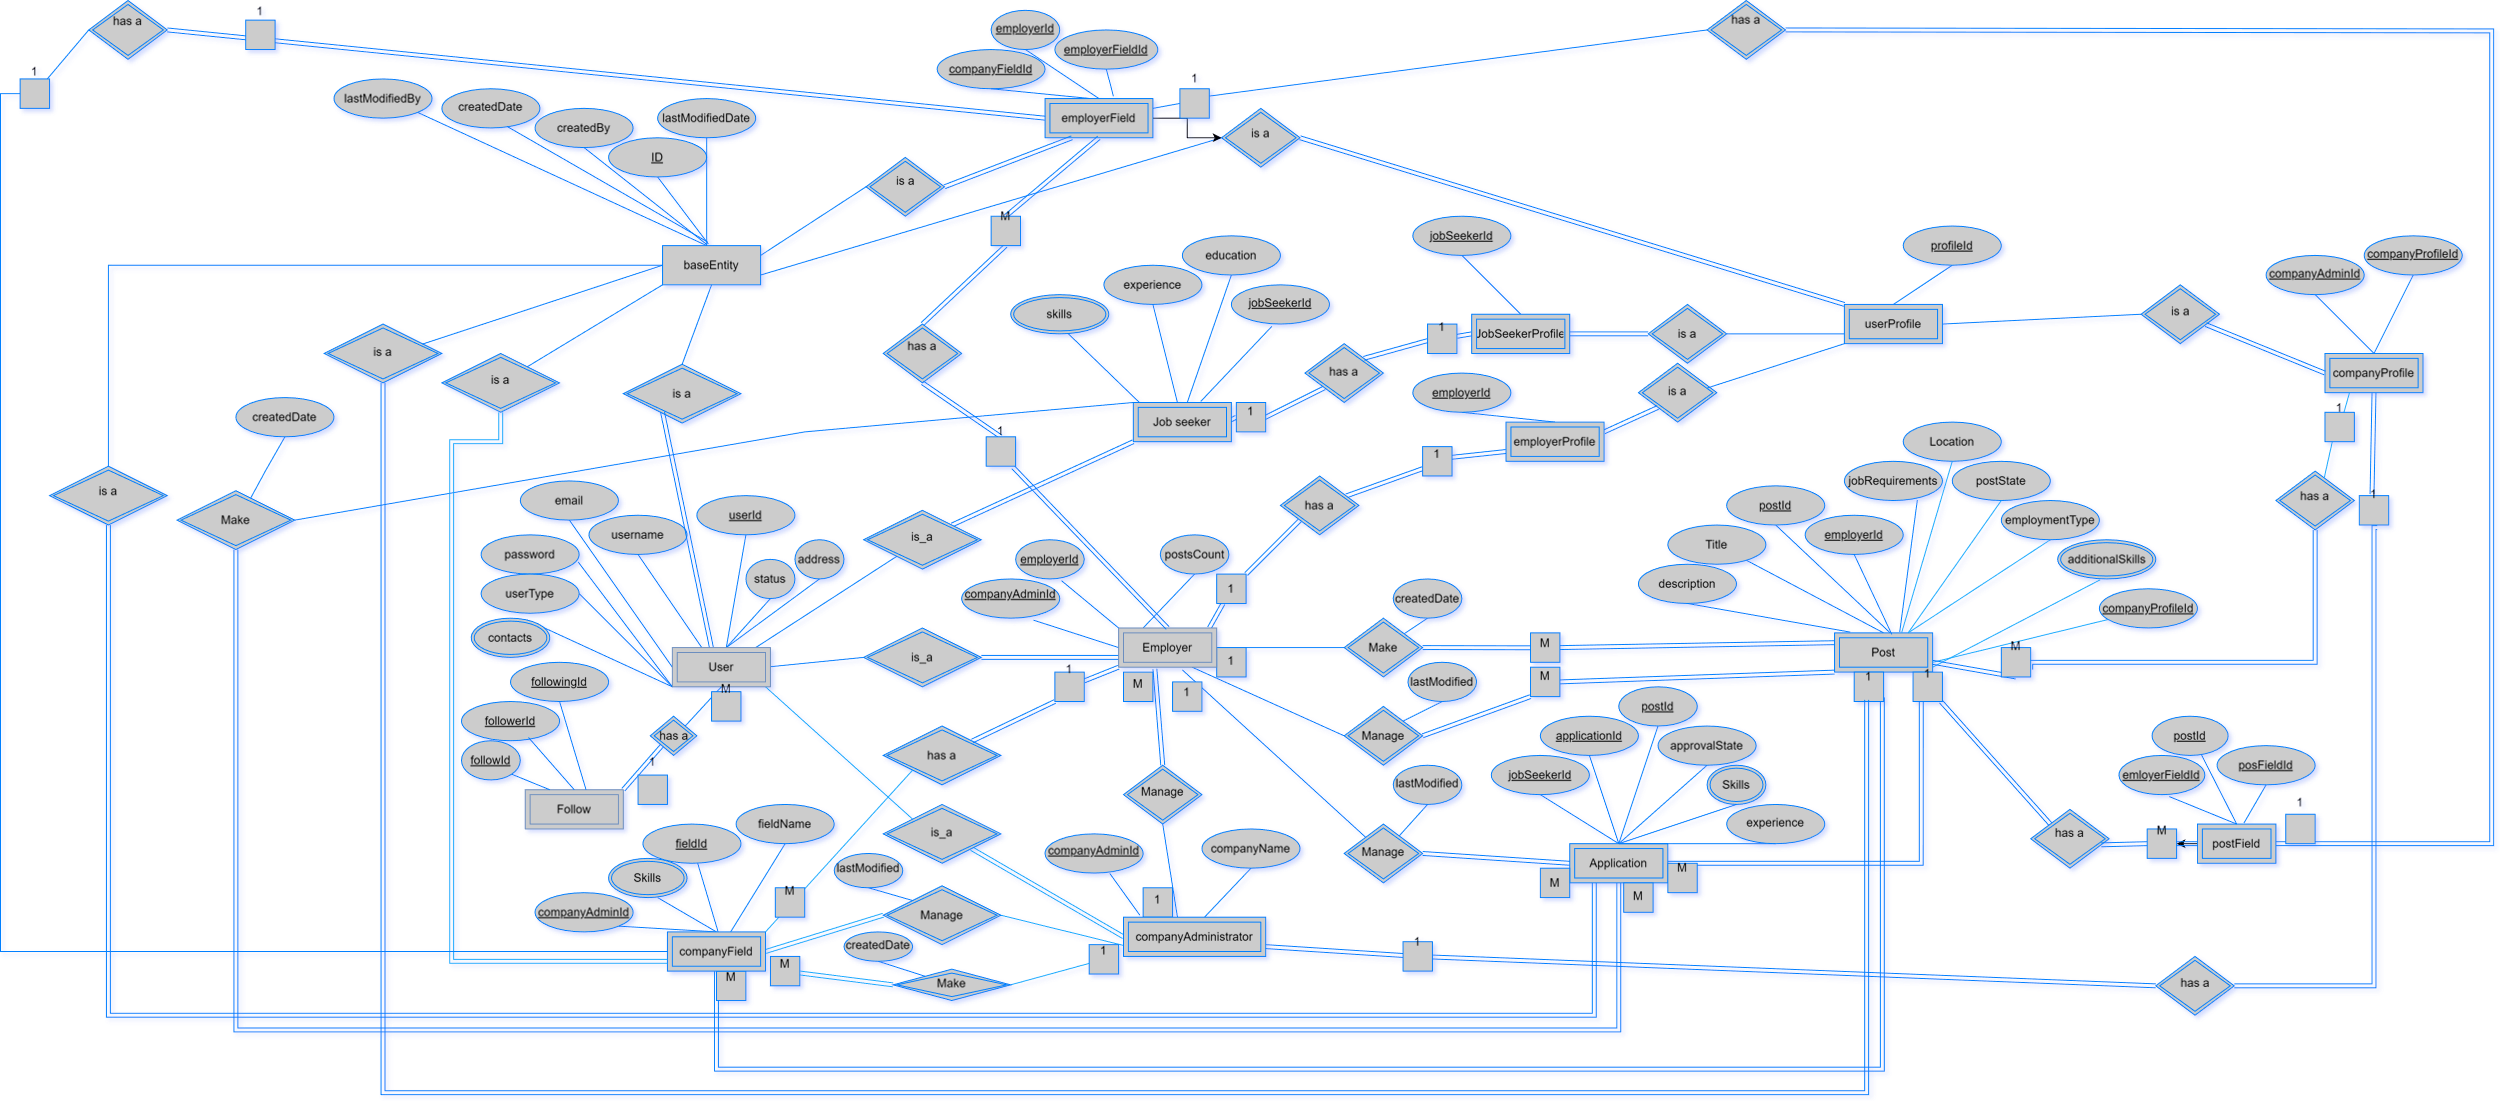 has a
1
employerId
has a
employerFieldId
companyFieldId
1
1
lastModifiedBy
createdDate
lastModifiedDate
employerField
createdBy
is a
ID
is a
M
jobSeekerId
profileId
education
companyProfileId
baseEntity
companyAdminId
experience
jobSeekerId
skills
is a
userProfile
1
JobSeekerProfile
is a
has a
is a
is a
has a
companyProfile
is a
is a
employerId
is a
createdDate
1
1
Job seeker
1
employerProfile
Location
1
is a
email
userId
has a
jobRequirements
postState
has a
1
Make
username
is_a
postId
employmentType
password
address
employerId
postsCount
Title
employerId
additionalSkills
status
userType
companyAdminId
1
createdDate
description
companyProfileId
contacts
User
is_a
Employer
1
Make
M
Post
M
followingId
M
1
M
1
lastModified
M
1
1
followerId
has a
has a
Manage
postId
applicationId
approvalState
postId
followId
1
Manage
lastModified
jobSeekerId
Skills
emloyerFieldId
posFieldId
Follow
fieldName
is_a
experience
has a
M
1
fieldId
companyAdminId
companyName
Manage
Application
postField
Skills
lastModified
M
M
M
companyAdminId
M
Manage
1
companyField
createdDate
companyAdministrator
1
M
M
Make
1
has a